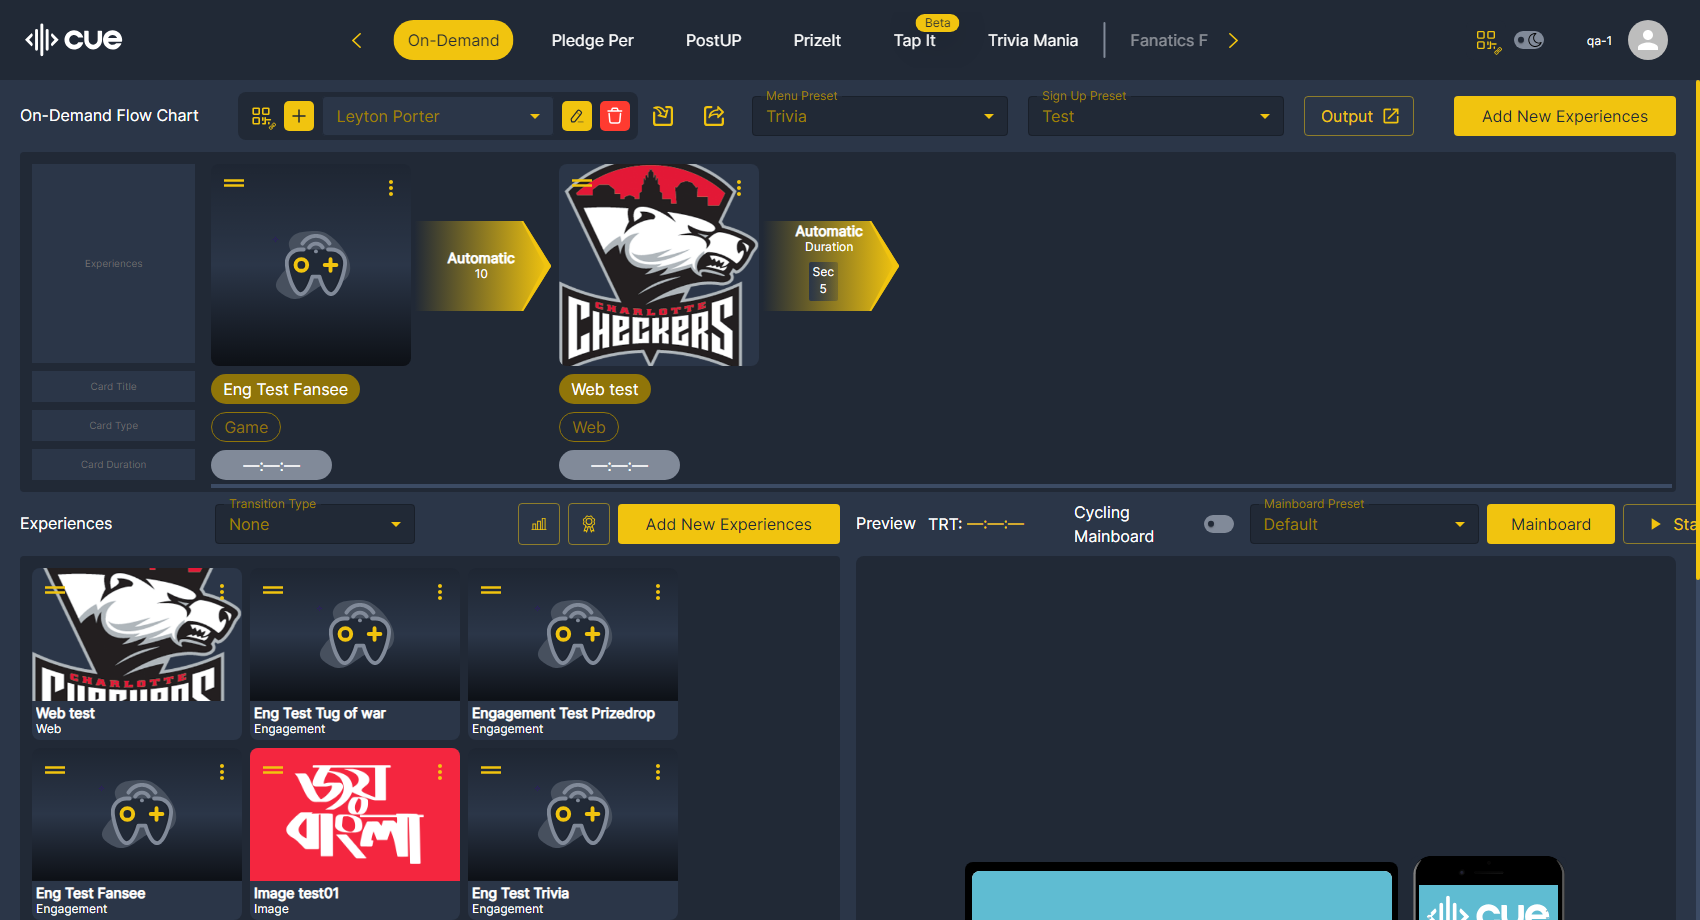 cue
On-Demand
Pledge Per
PostUP
PrizeIt
Beta
Tap It
Trivia Mania
Fanatics F
qa-1
On-Demand Flow Chart
Leyton Porter
Menu Preset
Trivia
Sign Up Preset
Test
Output
Add New Experiences
Experiences
Automatic
10
CHARLOTTE
CHECKERS
Automatic
Duration
Sec
5
Card Title
Eng Test Fansee
Web test
Card Type
Game
Web
Card Duration
—:—:—
—:—:—
Experiences
Transition Type
None
Add New Experiences
Preview
TRT: —:—:—
Cycling
Mainboard
Mainboard Preset
Default
Mainboard
Sta
CHARLOTTE
CHECKERS
Web test
Web
Eng Test Tug of war
Engagement
Engagement Test Prizedrop
Engagement
Eng Test Fansee
Engagement
জয়
বাংলা
Image test01
Image
Eng Test Trivia
Engagement
cue